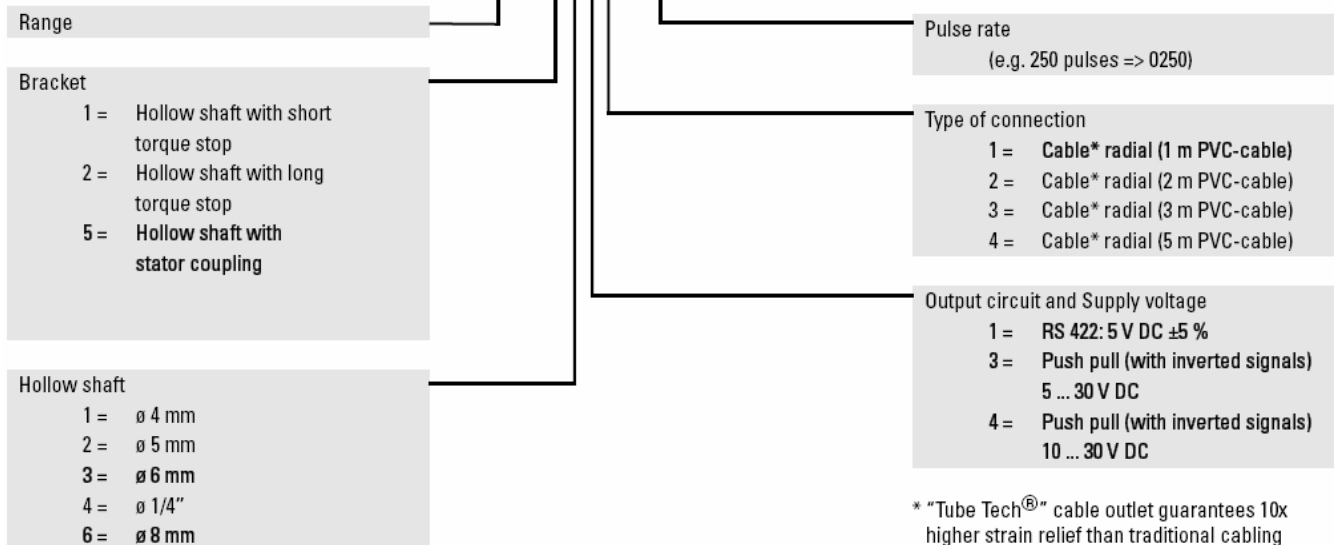 Range
Bracket
1 = Hollow shaft with short
torque stop
2 = Hollow shaft with long
torque stop
5 = Hollow shaft with
stator coupling
Hollow shaft
1 = ø 4 mm
2 = ø 5 mm
3 = ø 6 mm
4 = ø 1/4″
6 = ø 8 mm
Pulse rate
(e.g. 250 pulses => 0250)
Type of connection
1 = Cable* radial (1 m PVC-cable)
2 = Cable* radial (2 m PVC-cable)
3 = Cable* radial (3 m PVC-cable)
4 = Cable* radial (5 m PVC-cable)
Output circuit and Supply voltage
1 = RS 422: 5 V DC ±5 %
3 = Push pull (with inverted signals)
5 ... 30 V DC
4 = Push pull (with inverted signals)
10 ... 30 V DC
* “Tube Tech®” cable outlet guarantees 10x
higher strain relief than traditional cabling